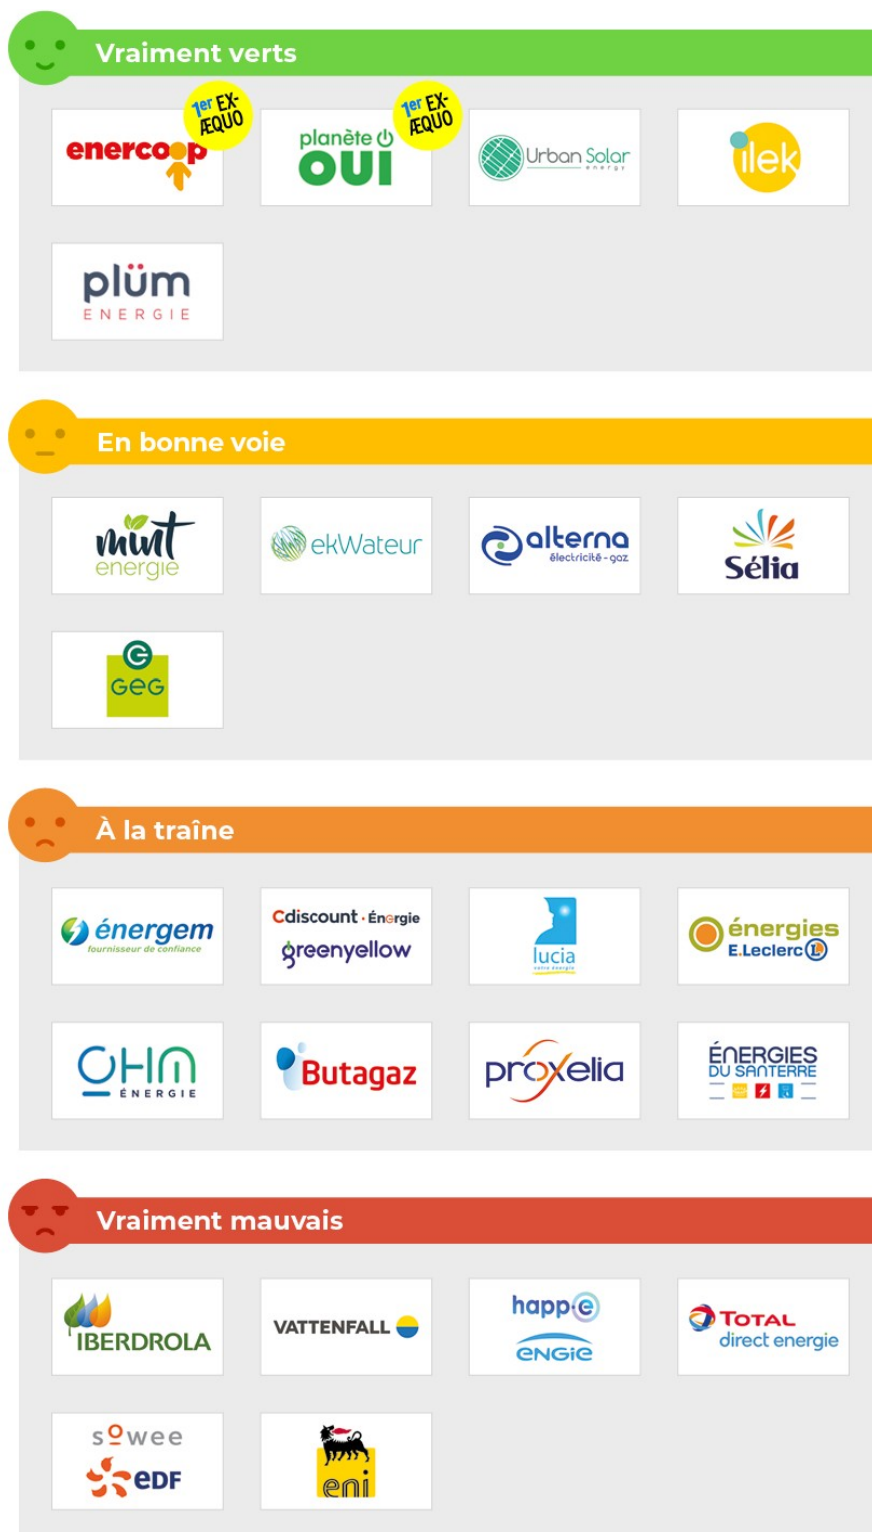 Vraiment verts
1er EX-
ÆQUO
enercoop
1er EX-
ÆQUO
planète
OUI
Urban Solar
energy
ilek
plüm
ENERGIE
En bonne voie
mint
energie
ekWateur
alterna
électricité - gaz
Sélia
G
GEG
À la traîne
énergem
fournisseur de confiance
Cdiscount · Énergie
greenyellow
lucia
votre énergie
énergies
E.Leclerc L
OHM
ÉNERGIE
Butagaz
proxelia
ÉNERGIES
DU SANTERRE
Vraiment mauvais
IBERDROLA
VATTENFALL
happ-e
ENGIE
TOTAL
direct energie
sowee
eDF
eni